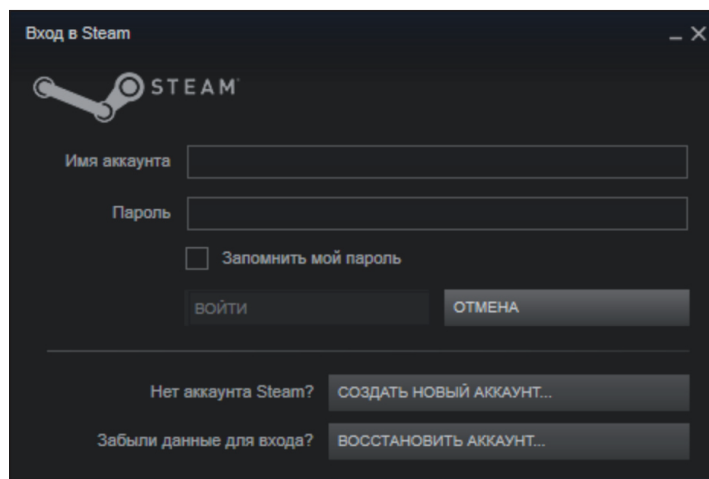 Вход в Steam
STEAM
Имя аккаунта
Пароль
Запомнить мой пароль
ВОЙТИ ОТМЕНА
Нет аккаунта Steam? СОЗДАТЬ НОВЫЙ АККАУНТ...
Забыли данные для входа? ВОССТАНОВИТЬ АККАУНТ...